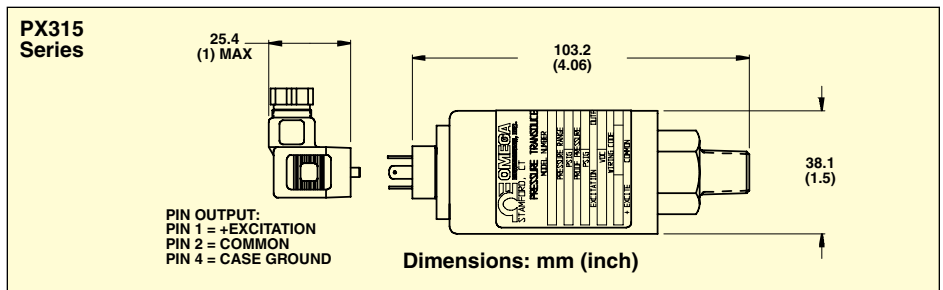 PX315
Series
25.4
(1) MAX
103.2
(4.06)
38.1
(1.5)
OMEGA
STAMFORD, CT
PRESSURE TRANSDUCE
MODEL NUMBER
PRESSURE RANGE
PSIG
PROOF PRESSURE
PSIG
EXCITATION
VDC
WIRING CODE
+ EXCITE COMMON
PIN OUTPUT:
PIN 1 = +EXCITATION
PIN 2 = COMMON
PIN 4 = CASE GROUND
Dimensions: mm (inch)